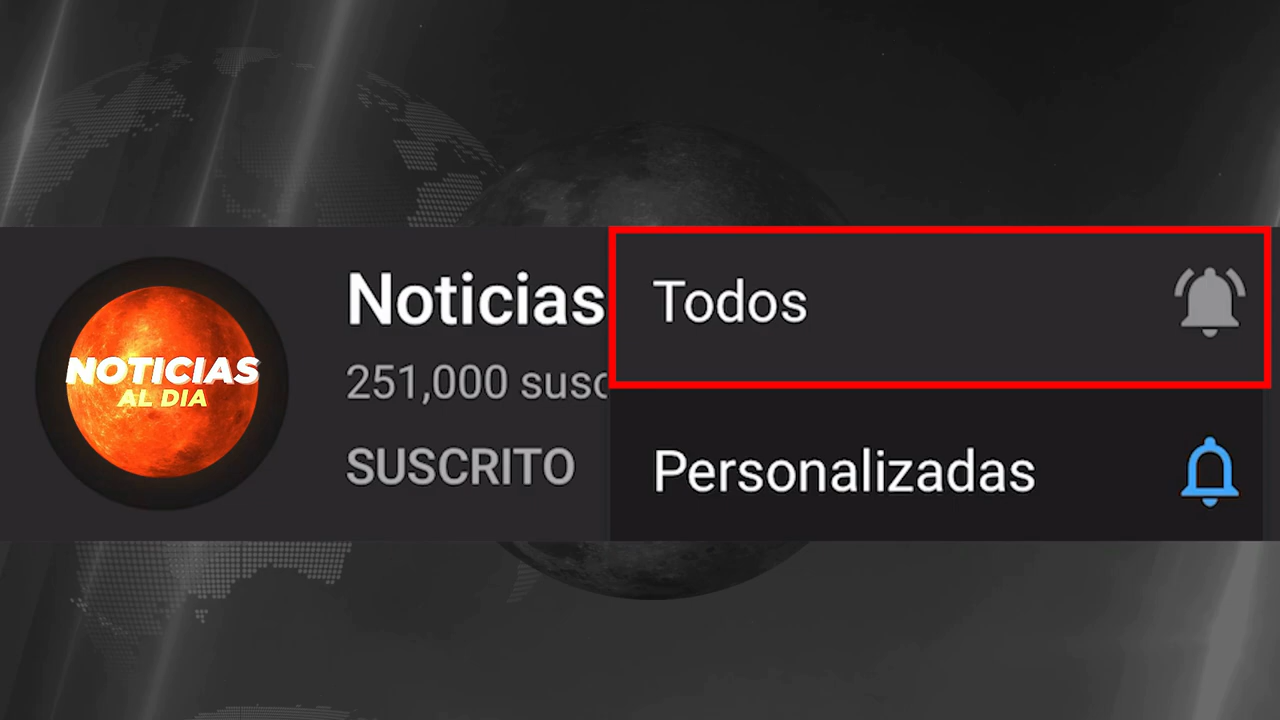 NOTICIAS
AL DIA
Noticias
251,000 susc
SUSCRITO
Todos
Personalizadas